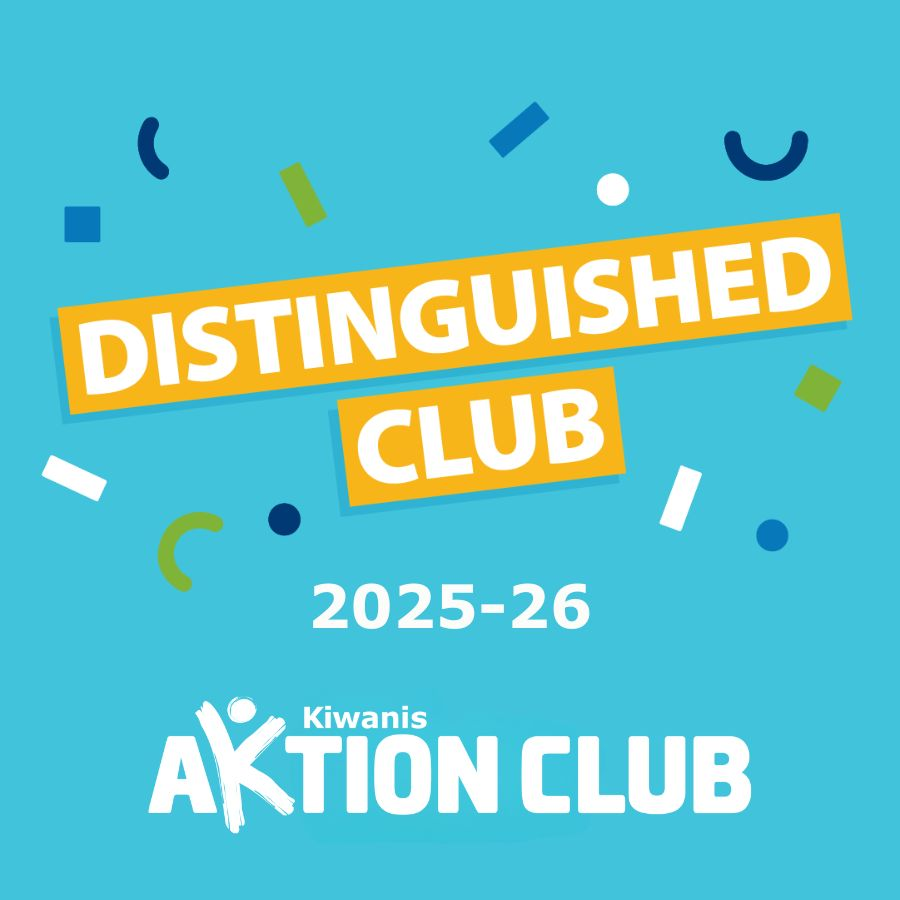 DISTINGUISHED
CLUB
2025-26
Kiwanis
AKTION CLUB